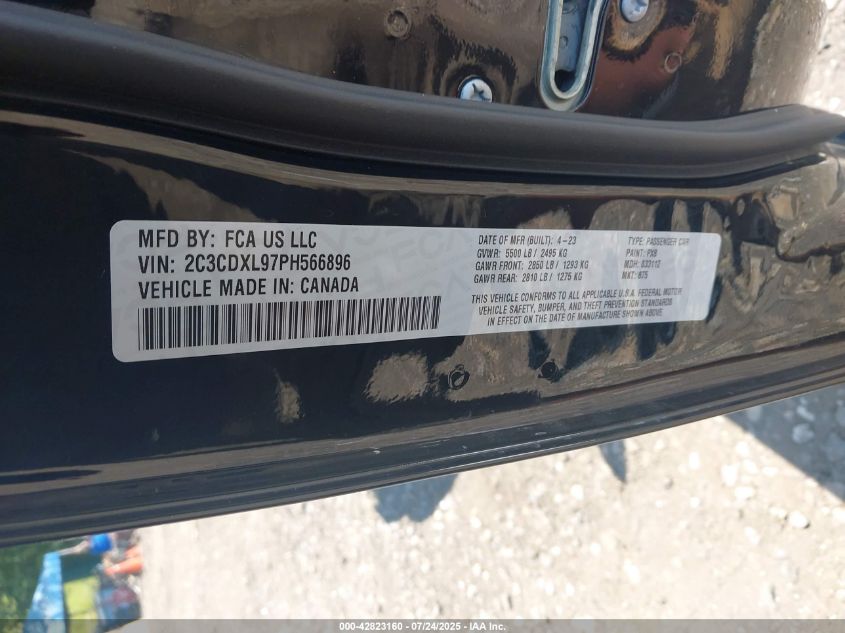 MFD BY: FCA US LLC
VIN: 2C3CDXL97PH566896
VEHICLE MADE IN: CANADA
DATE OF MFR (BUILT): 4-23
GVWR: 5500 LB / 2495 KG
GAWR FRONT: 2850 LB / 1293 KG
GAWR REAR: 2810 LB / 1275 KG
TYPE: PASSENGER CAR
PAINT: PX8
MDH: 033112
MKT: 875
THIS VEHICLE CONFORMS TO ALL APPLICABLE U.S.A. FEDERAL MOTOR
VEHICLE SAFETY, BUMPER, AND THEFT PREVENTION STANDARDS
IN EFFECT ON THE DATE OF MANUFACTURE SHOWN ABOVE.
000-42823160 - 07/24/2025 - IAA Inc.